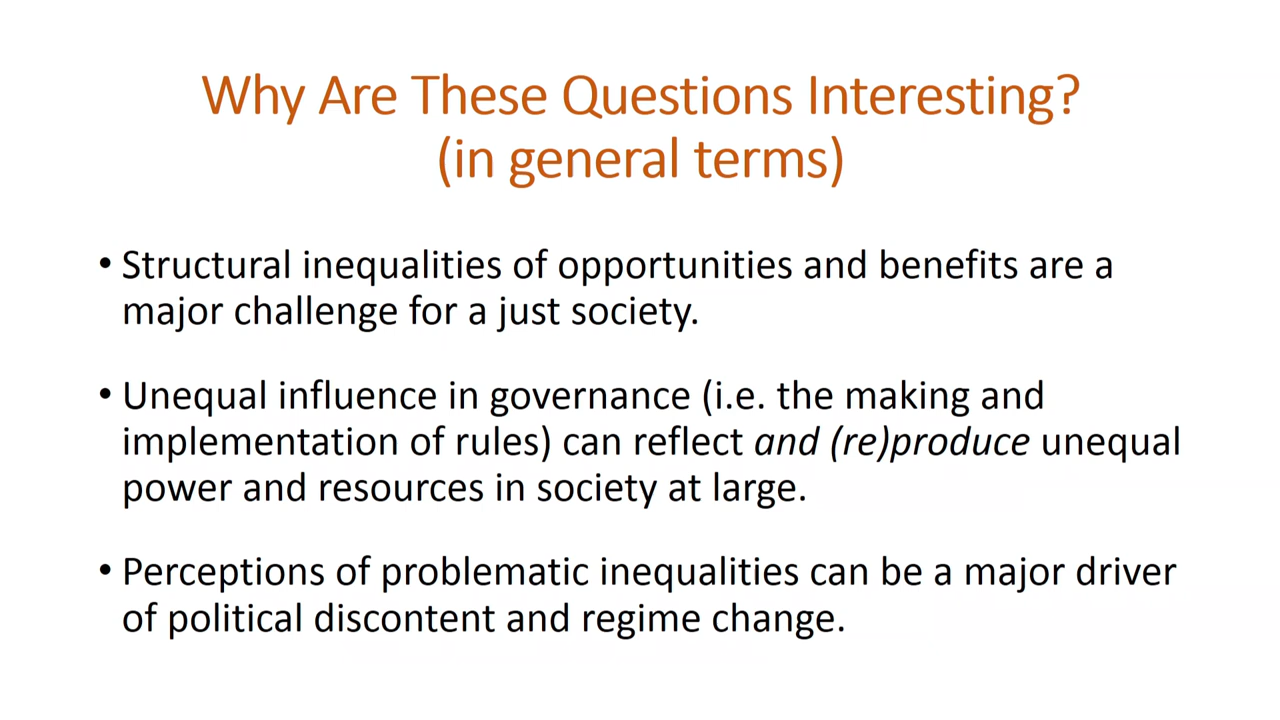 Why Are These Questions Interesting?
(in general terms)
• Structural inequalities of opportunities and benefits are a
major challenge for a just society.
• Unequal influence in governance (i.e. the making and
implementation of rules) can reflect and (re)produce unequal
power and resources in society at large.
• Perceptions of problematic inequalities can be a major driver
of political discontent and regime change.